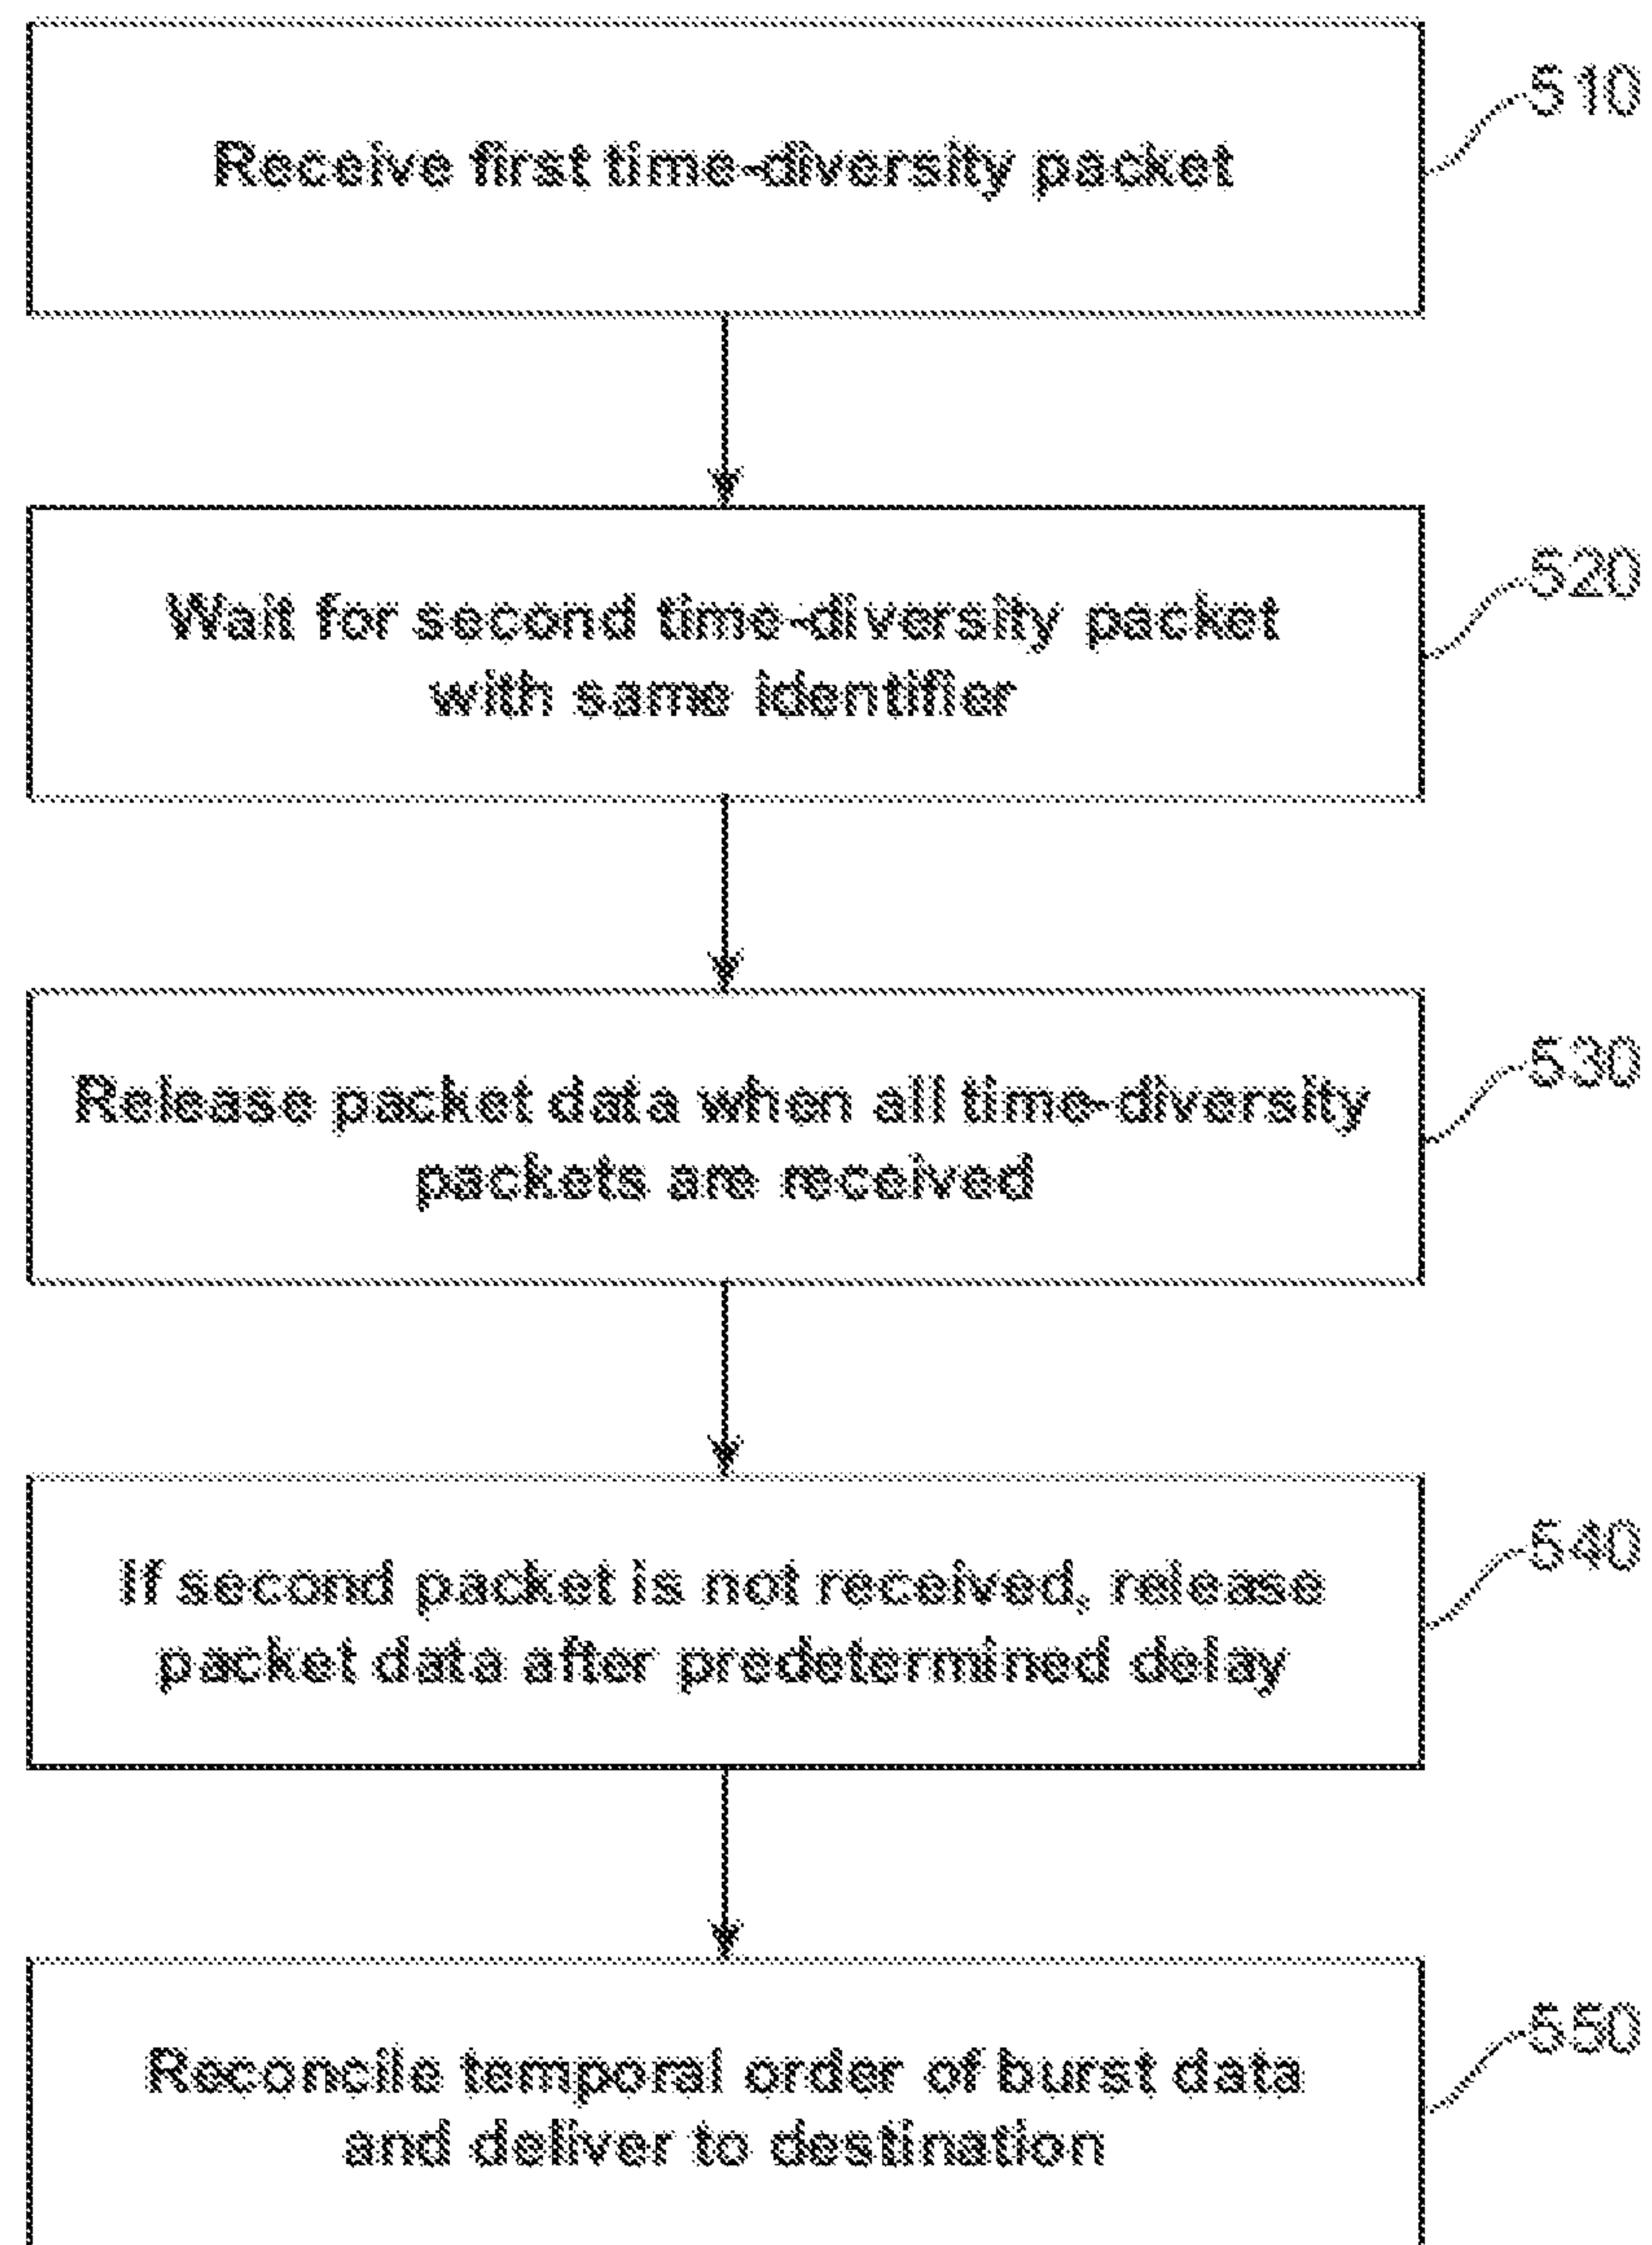 Receive first time-diversity packet
510
Wait for second time-diversity packet
with same identifier
520
Release packet data when all time-diversity
packets are received
530
If second packet is not received, release
packet data after predetermined delay
540
Reconcile temporal order of burst data
and deliver to destination
550